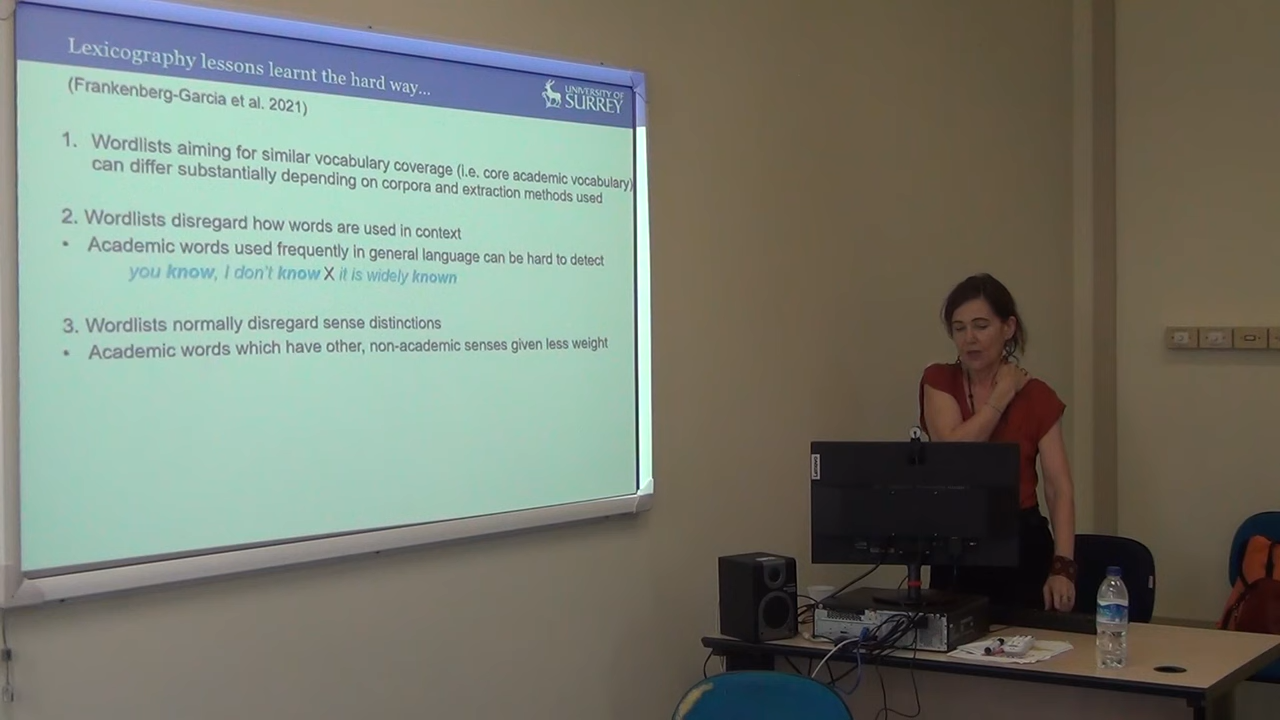 Lexicography lessons learnt the hard way...
UNIVERSITY OF
SURREY
(Frankenberg-Garcia et al. 2021)
1. Wordlists aiming for similar vocabulary coverage (i.e. core academic vocabulary)
can differ substantially depending on corpora and extraction methods used
2. Wordlists disregard how words are used in context
• Academic words used frequently in general language can be hard to detect
you know, I don't know X it is widely known
3. Wordlists normally disregard sense distinctions
• Academic words which have other, non-academic senses given less weight
Lenovo